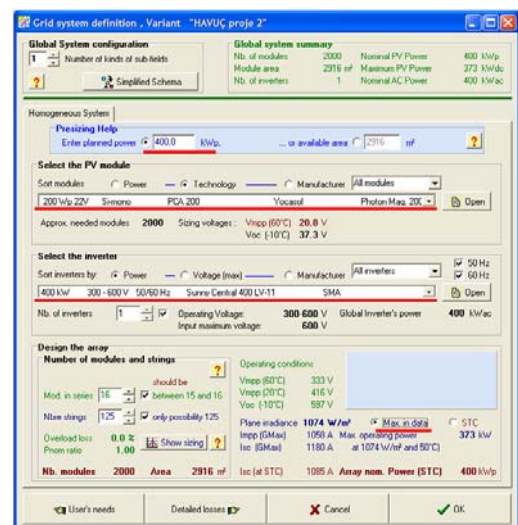 Grid system definition , Variant "HAVUÇ proje 2"
Global System configuration
1 Number of kinds of sub-fields
? Simplified Schema
Global system summary
Nb. of modules 2000 Nominal PV Power 400 kWp
Module area 2916 m² Maximum PV Power 373 kWdc
Nb. of inverters 1 Nominal AC Power 400 kWac
Homogeneous System
Presizing Help
Enter planned power 400.0 kWp, ... or available area 2916 m² ?
Select the PV module
Sort modules Power Technology Manufacturer All modules
200 Wp 22V Si-mono PCA 200 Yocasol Photon Mag. 200 Open
Approx. needed modules 2000 Sizing voltages : Vmpp (60°C) 20.8 V
Voc (-10°C) 37.3 V
Select the inverter
Sort inverters by: Power Voltage (max) Manufacturer All inverters 50 Hz
60 Hz
400 kW 300 - 600 V 50/60 Hz Sunny Central 400 LV-11 SMA Open
Nb. of inverters 1 Operating Voltage: 300-600 V Global Inverter's power 400 kWac
Input maximum voltage: 600 V
Design the array
Number of modules and strings ?
should be
Mod. in series 16 between 15 and 16
Nbre strings 125 only possibility 125
Overload loss 0.0 %
Pnom ratio 1.00 Show sizing ?
Nb. modules 2000 Area 2916 m²
Operating conditions
Vmpp (60°C) 333 V
Vmpp (20°C) 416 V
Voc (-10°C) 597 V
Plane irradiance 1074 W/m² Max. in data STC
Impp (GMax) 1058 A Max. operating power 373 kW
Isc (GMax) 1180 A at 1074 W/m² and 50°C)
Isc (at STC) 1085 A Array nom. Power (STC) 400 kWp
User's needs Detailed losses Cancel OK